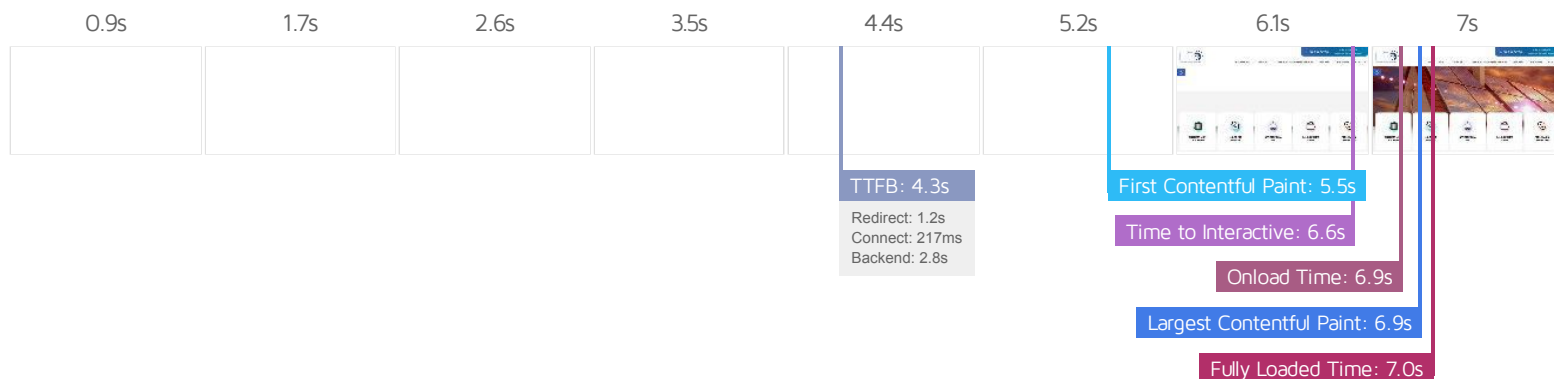 0.9s
1.7s
2.6s
3.5s
4.4s
5.2s
6.1s
7s
TTFB: 4.3s
Redirect: 1.2s
Connect: 217ms
Backend: 2.8s
First Contentful Paint: 5.5s
Time to Interactive: 6.6s
Onload Time: 6.9s
Largest Contentful Paint: 6.9s
Fully Loaded Time: 7.0s